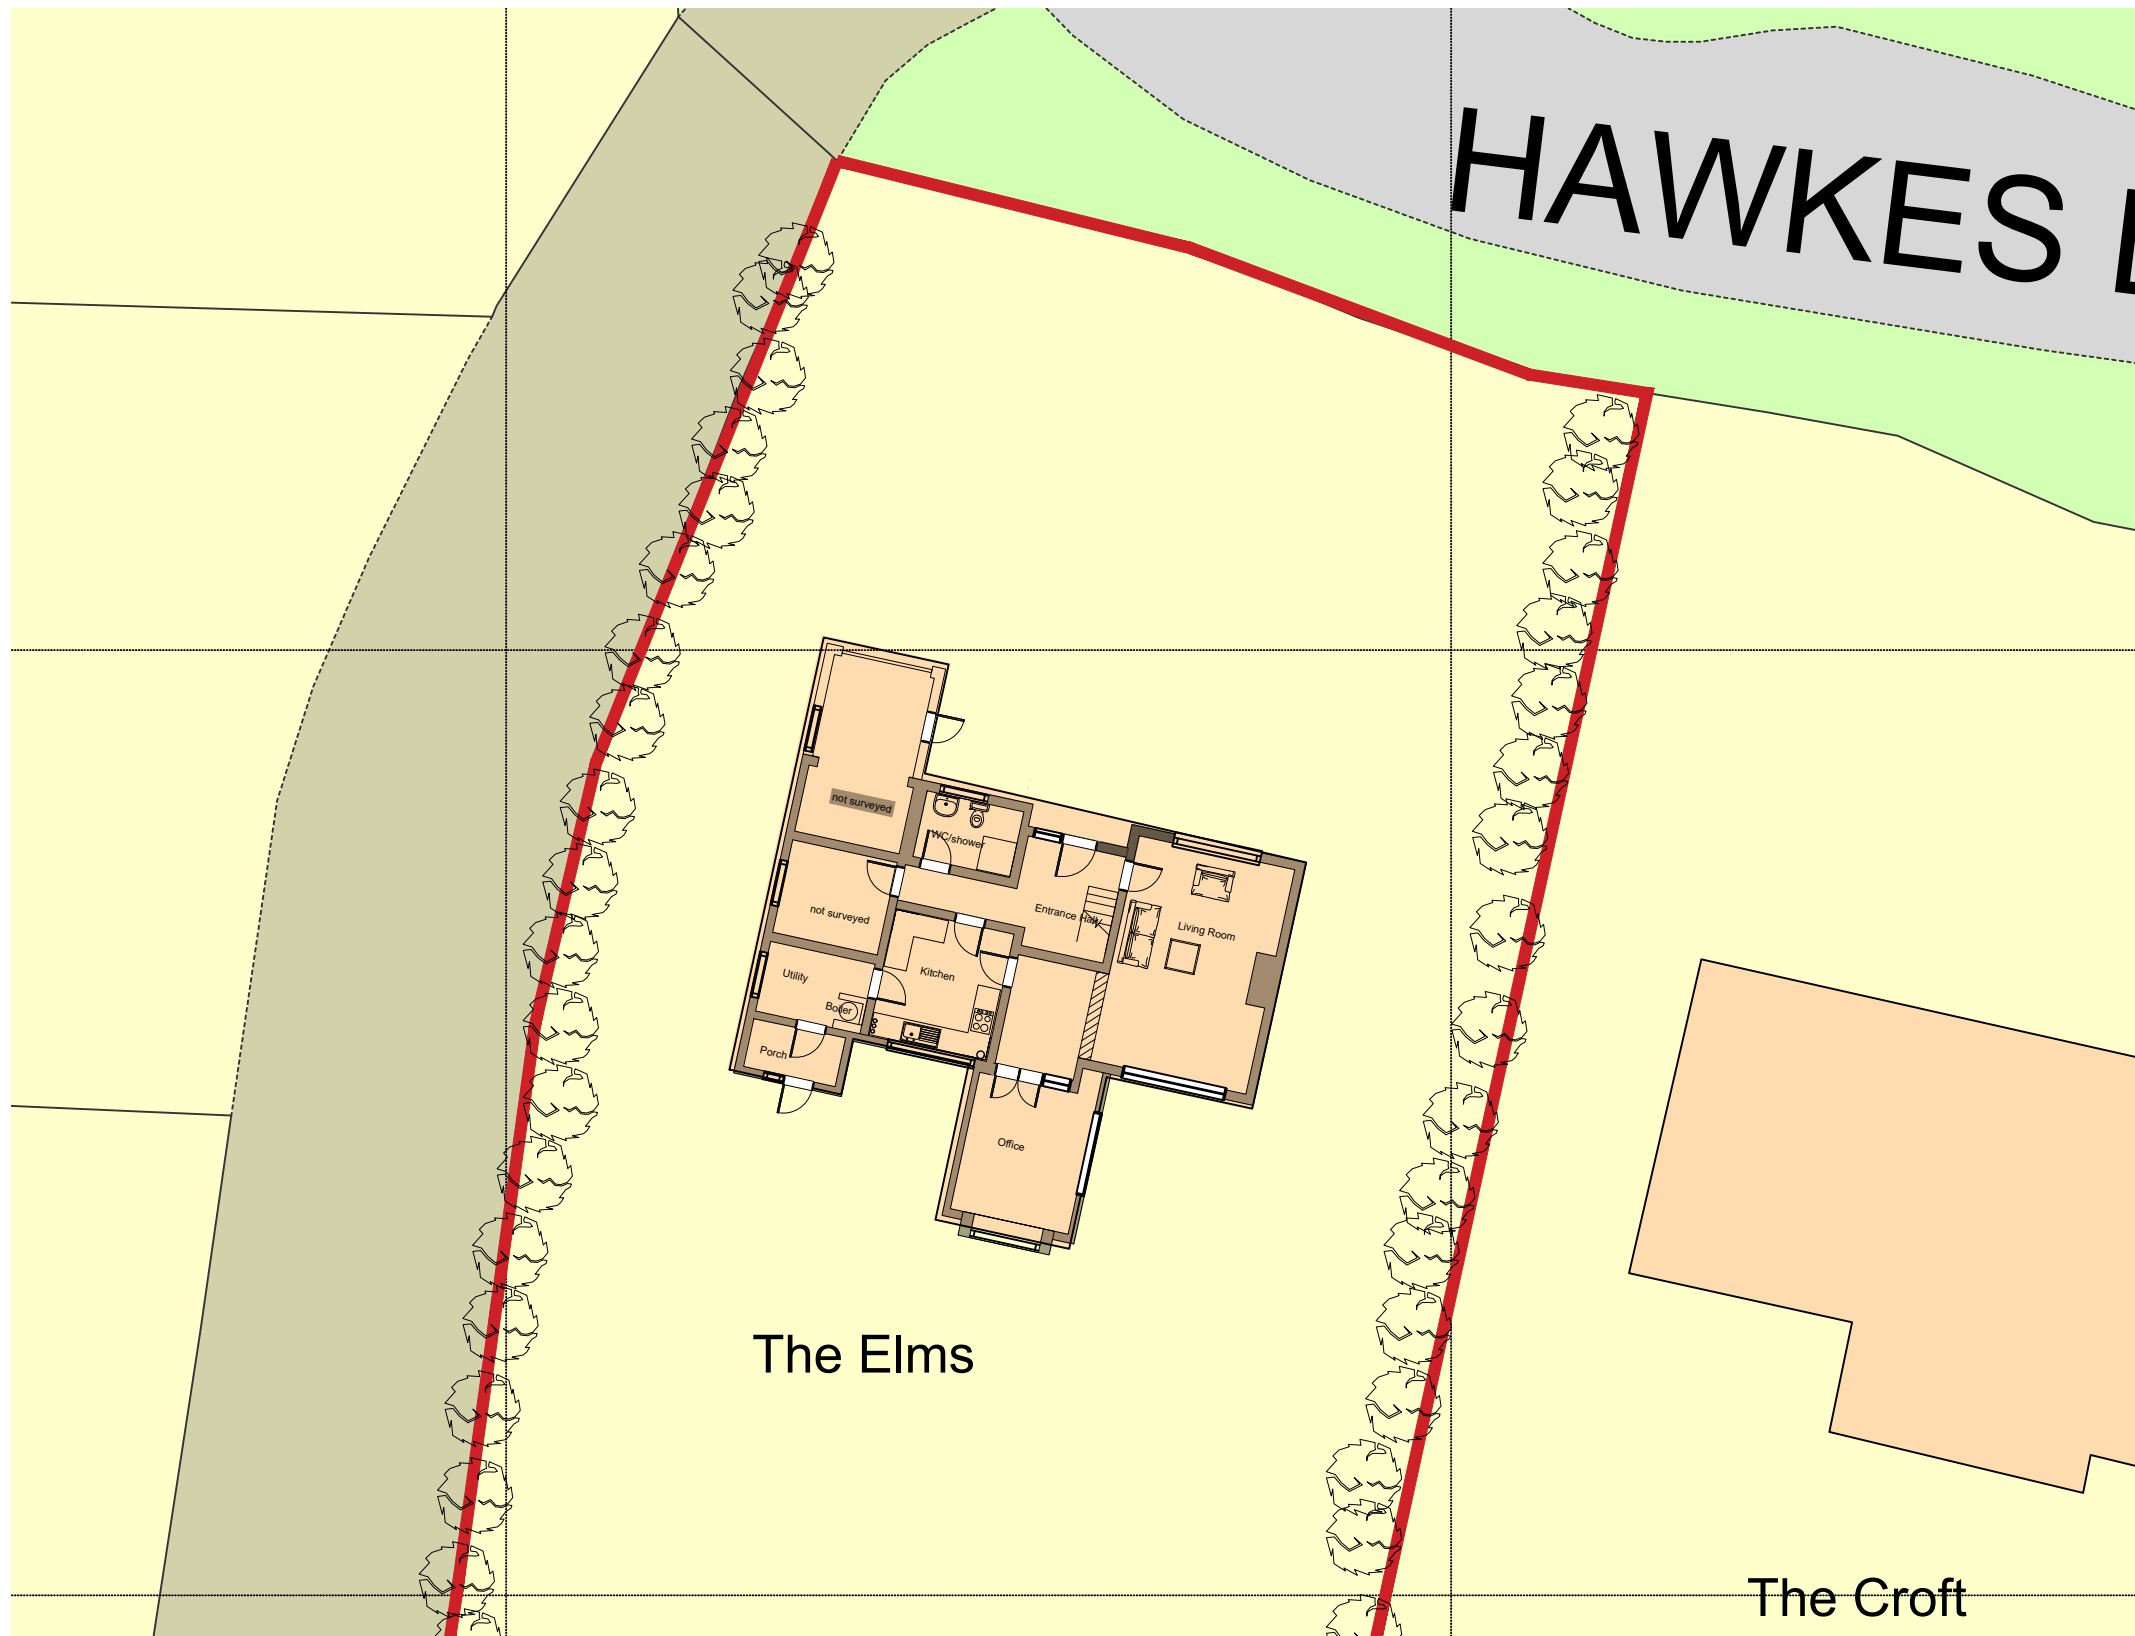 HAWKES
not surveyed
WC/shower
not surveyed
Entrance Hall
Living Room
Utility
Kitchen
Boiler
Porch
Office
The Elms
The Croft